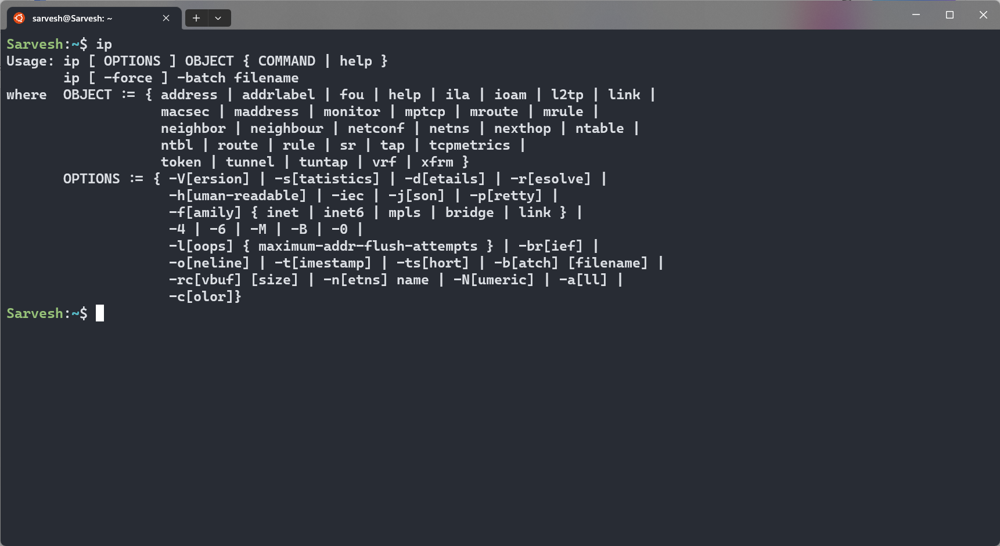 sarvesh@Sarvesh: ~
Sarvesh:~$ ip
Usage: ip [ OPTIONS ] OBJECT { COMMAND | help }
       ip [ -force ] -batch filename
where  OBJECT := { address | addrlabel | fou | help | ila | ioam | l2tp | link |
                   macsec | maddress | monitor | mptcp | mroute | mrule |
                   neighbor | neighbour | netconf | netns | nexthop | ntable |
                   ntbl | route | rule | sr | tap | tcpmetrics |
                   token | tunnel | tuntap | vrf | xfrm }
       OPTIONS := { -V[ersion] | -s[tatistics] | -d[etails] | -r[esolve] |
                    -h[uman-readable] | -iec | -j[son] | -p[retty] |
                    -f[amily] { inet | inet6 | mpls | bridge | link } |
                    -4 | -6 | -M | -B | -0 |
                    -l[oops] { maximum-addr-flush-attempts } | -br[ief] |
                    -o[neline] | -t[imestamp] | -ts[hort] | -b[atch] [filename] |
                    -rc[vbuf] [size] | -n[etns] name | -N[umeric] | -a[ll] |
                    -c[olor]}
Sarvesh:~$